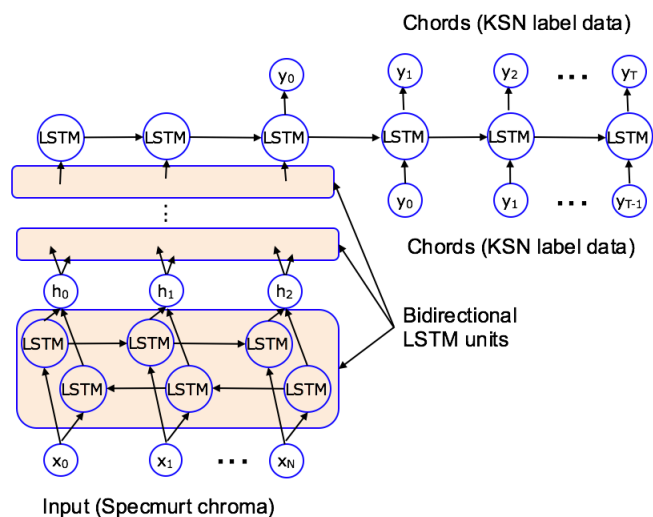 Chords (KSN label data)
y0 y1 y2 ... yT
LSTM LSTM LSTM LSTM LSTM LSTM
y0 y1 ... yT-1
Chords (KSN label data)
⋮
h0 h1 h2
Bidirectional
LSTM units
LSTM LSTM LSTM
LSTM LSTM LSTM
x0 x1 ... xN
Input (Specmurt chroma)